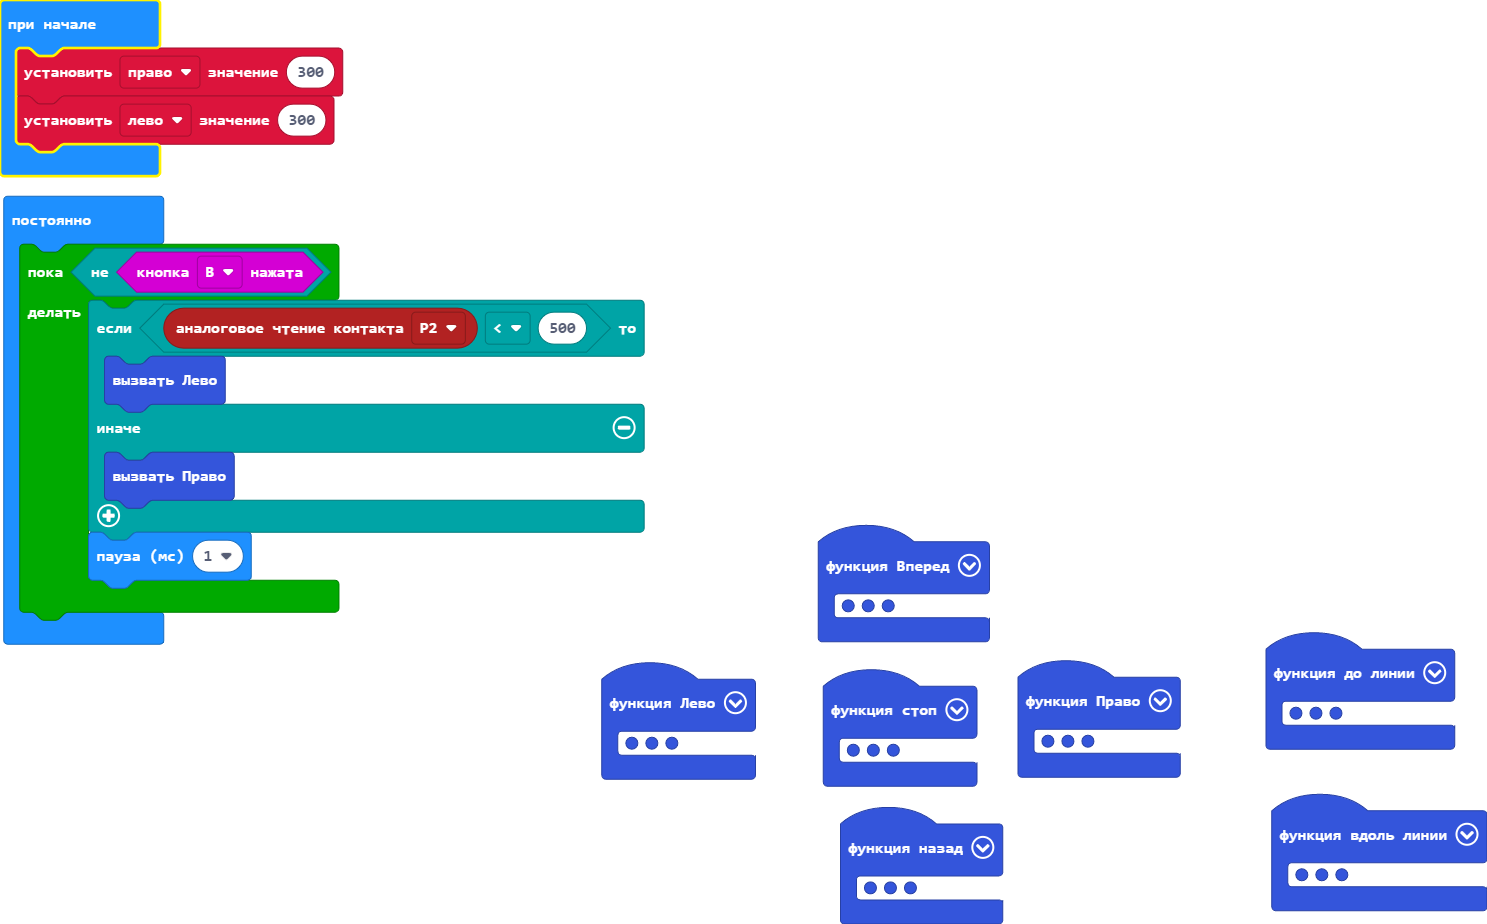 при начале
установить право значение 300
установить лево значение 300
постоянно
пока не кнопка B нажата
делать
если аналоговое чтение контакта P2 < 500 то
вызвать Лево
иначе
вызвать Право
пауза (мс) 1
функция Вперед
функция Лево
функция стоп
функция Право
функция до линии
функция назад
функция вдоль линии